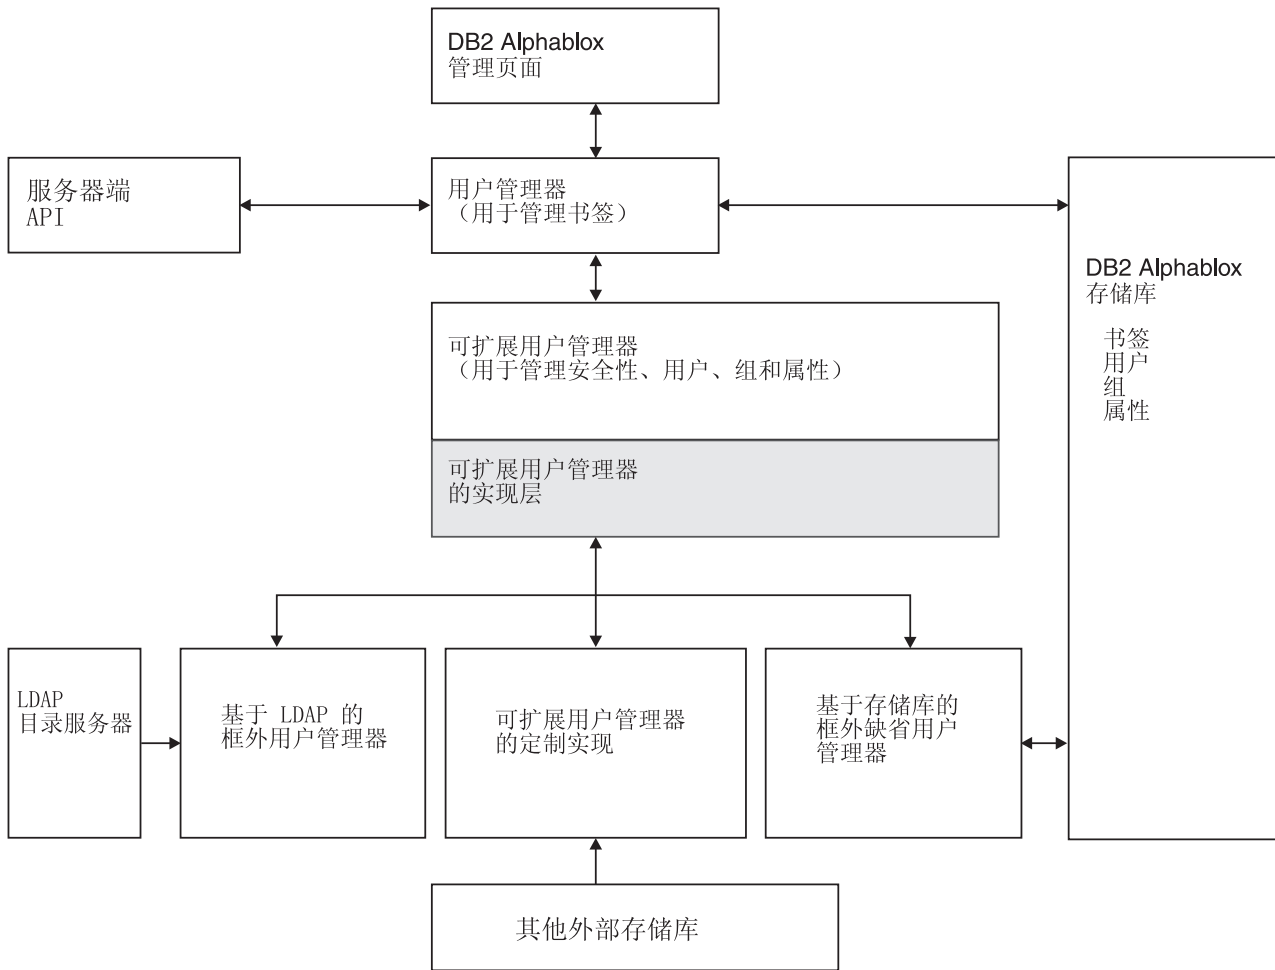 DB2 Alphablox
管理页面
服务器端
API
用户管理器
（用于管理书签）
DB2 Alphablox
存储库
书签
用户
组
属性
可扩展用户管理器
（用于管理安全性、用户、组和属性）
可扩展用户管理器
的实现层
LDAP
目录服务器
基于 LDAP 的
框外用户管理器
可扩展用户管理器
的定制实现
基于存储库的
框外缺省用户
管理器
其他外部存储库